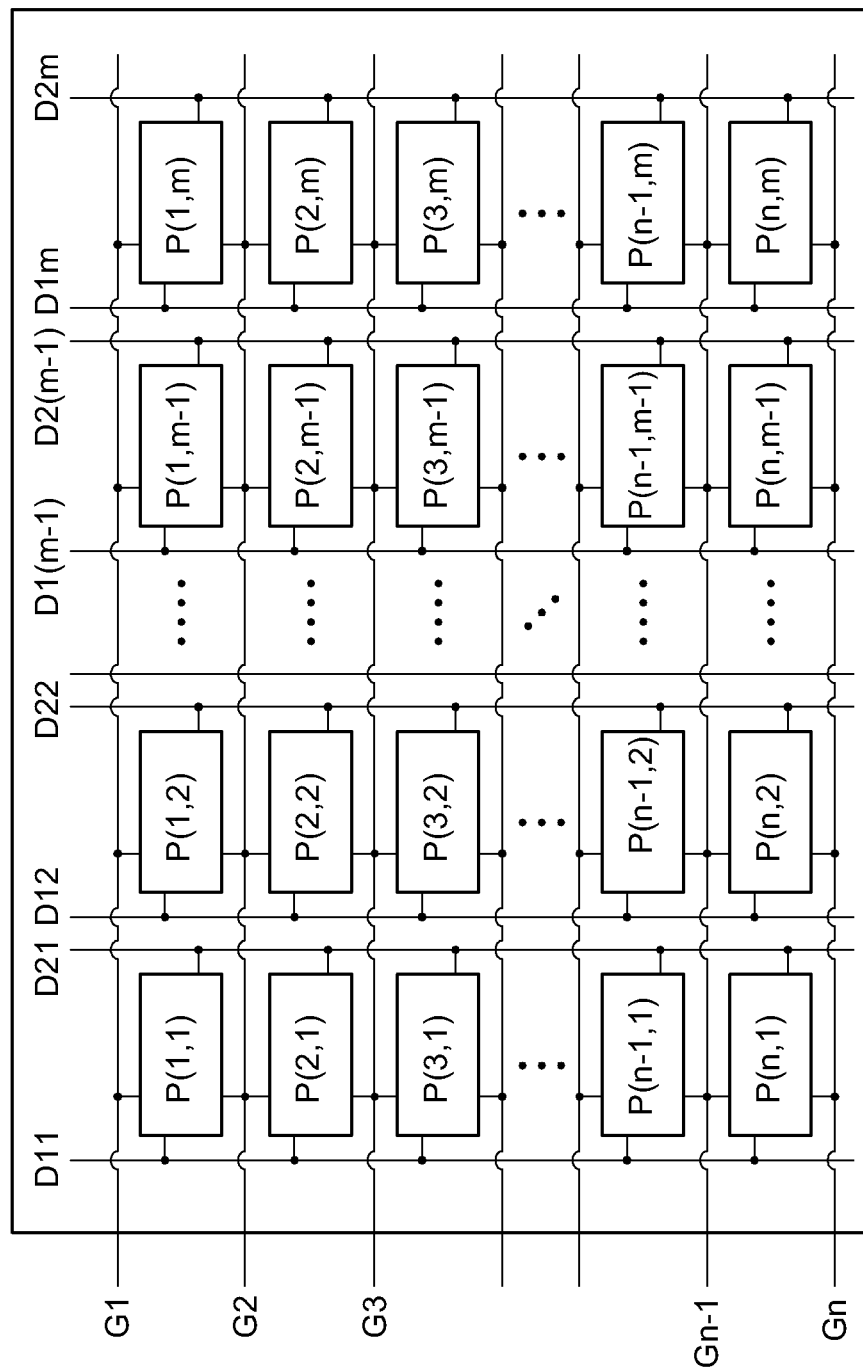 D11 D21 D12 D22 D1(m-1) D2(m-1) D1m D2m
G1
P(1,1) P(1,2) P(1,m-1) P(1,m)
G2
P(2,1) P(2,2) P(2,m-1) P(2,m)
G3
P(3,1) P(3,2) P(3,m-1) P(3,m)
P(n-1,1) P(n-1,2) P(n-1,m-1) P(n-1,m)
Gn-1
P(n,1) P(n,2) P(n,m-1) P(n,m)
Gn